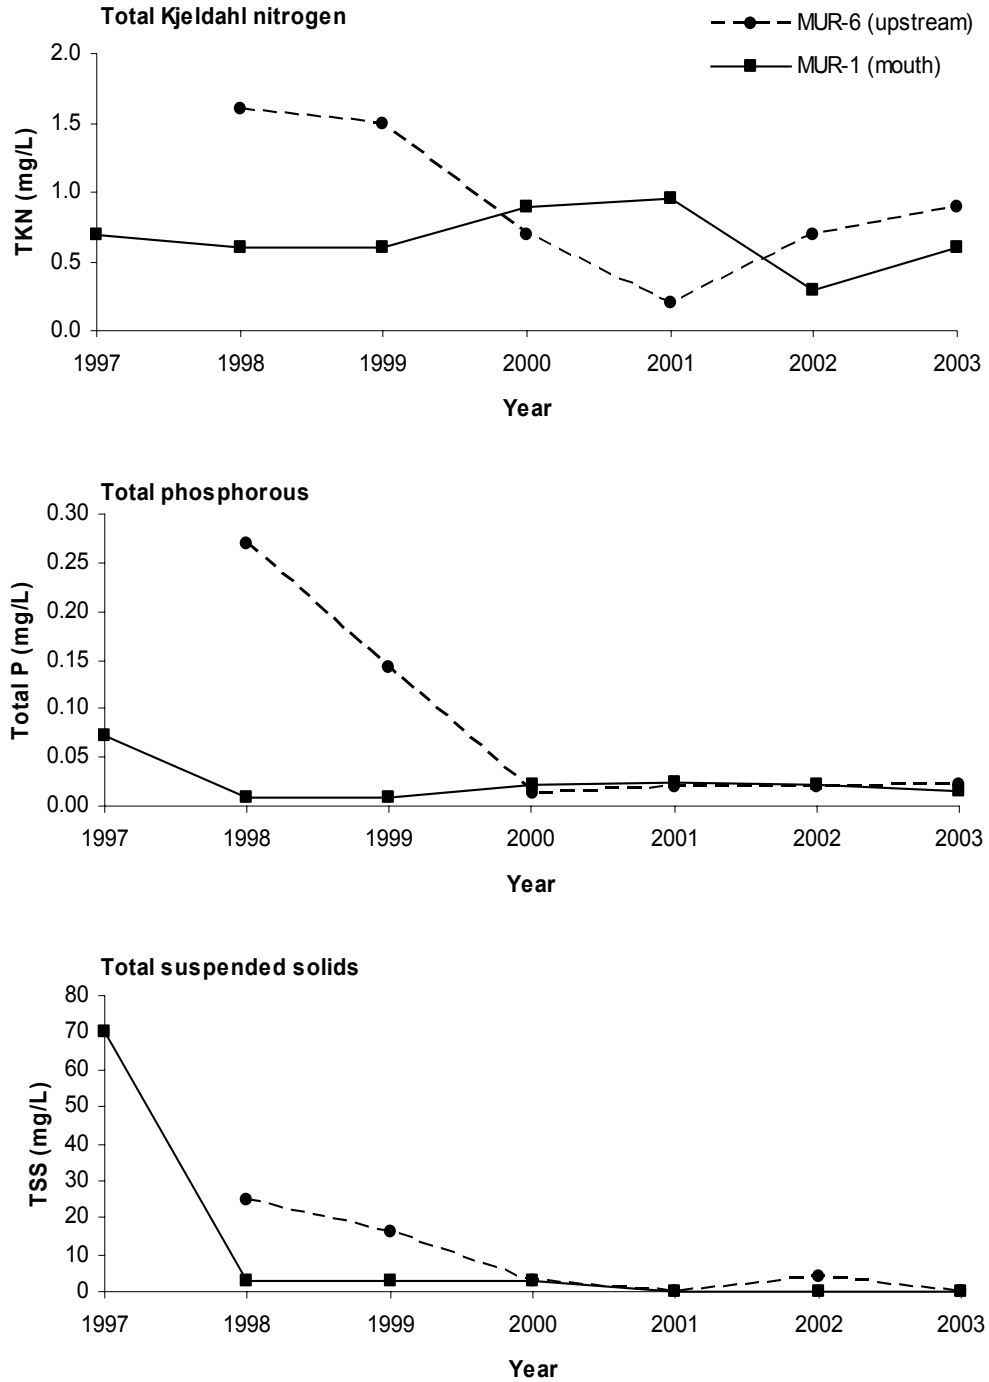 Total Kjeldahl nitrogen
MUR-6 (upstream)
MUR-1 (mouth)
TKN (mg/L)
2.0
1.5
1.0
0.5
0.0
1997 1998 1999 2000 2001 2002 2003
Year
Total phosphorous
Total P (mg/L)
0.30
0.25
0.20
0.15
0.10
0.05
0.00
1997 1998 1999 2000 2001 2002 2003
Year
Total suspended solids
TSS (mg/L)
80
70
60
50
40
30
20
10
0
1997 1998 1999 2000 2001 2002 2003
Year